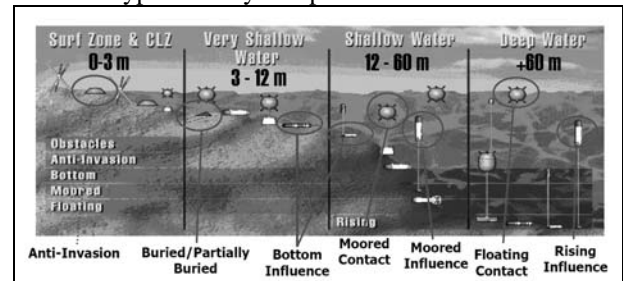 Surf Zone & CLZ
0-3 m
Very Shallow
Water
3 - 12 m
Shallow Water
12 - 60 m
Deep Water
+60 m
Obstacles
Anti-Invasion
Bottom
Moored
Floating
Rising
Anti-Invasion
Buried/Partially
Buried
Bottom
Influence
Moored
Contact
Moored
Influence
Floating
Contact
Rising
Influence